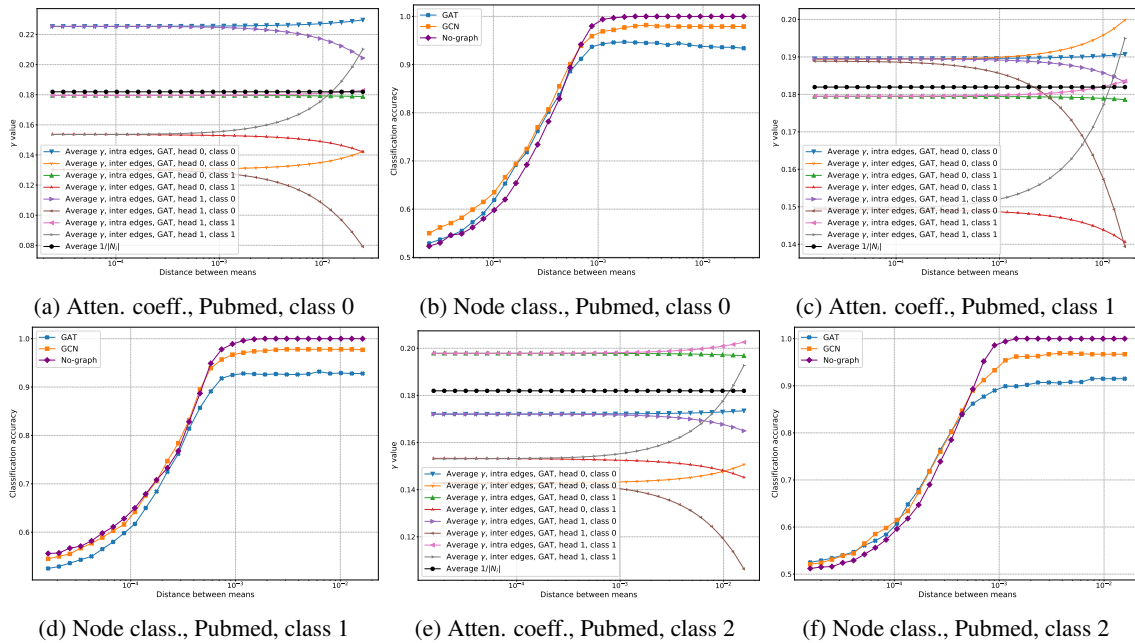 0.22
0.20
0.18
0.16
0.14
0.12
0.10
0.08
γ value
Average γ, intra edges, GAT, head 0, class 0
Average γ, inter edges, GAT, head 0, class 0
Average γ, intra edges, GAT, head 0, class 1
Average γ, inter edges, GAT, head 0, class 1
Average γ, intra edges, GAT, head 1, class 0
Average γ, inter edges, GAT, head 1, class 0
Average γ, intra edges, GAT, head 1, class 1
Average γ, inter edges, GAT, head 1, class 1
Average 1/|Nᵢ|
10⁻⁴ 10⁻³ 10⁻²
Distance between means
(a) Atten. coeff., Pubmed, class 0
1.0
0.9
0.8
0.7
0.6
0.5
Classification accuracy
GAT
GCN
No-graph
10⁻⁴ 10⁻³ 10⁻²
Distance between means
(b) Node class., Pubmed, class 0
0.20
0.19
0.18
0.17
0.16
0.15
0.14
γ value
Average γ, intra edges, GAT, head 0, class 0
Average γ, inter edges, GAT, head 0, class 0
Average γ, intra edges, GAT, head 0, class 1
Average γ, inter edges, GAT, head 0, class 1
Average γ, intra edges, GAT, head 1, class 0
Average γ, inter edges, GAT, head 1, class 0
Average γ, intra edges, GAT, head 1, class 1
Average γ, inter edges, GAT, head 1, class 1
Average 1/|Nᵢ|
10⁻⁴ 10⁻³ 10⁻²
Distance between means
(c) Atten. coeff., Pubmed, class 1
1.0
0.9
0.8
0.7
0.6
Classification accuracy
GAT
GCN
No-graph
10⁻⁴ 10⁻³ 10⁻²
Distance between means
(d) Node class., Pubmed, class 1
0.20
0.18
0.16
0.14
0.12
γ value
Average γ, intra edges, GAT, head 0, class 0
Average γ, inter edges, GAT, head 0, class 0
Average γ, intra edges, GAT, head 0, class 1
Average γ, inter edges, GAT, head 0, class 1
Average γ, intra edges, GAT, head 1, class 0
Average γ, inter edges, GAT, head 1, class 0
Average γ, intra edges, GAT, head 1, class 1
Average γ, inter edges, GAT, head 1, class 1
Average 1/|Nᵢ|
10⁻⁴ 10⁻³ 10⁻²
Distance between means
(e) Atten. coeff., Pubmed, class 2
1.0
0.9
0.8
0.7
0.6
0.5
Classification accuracy
GAT
GCN
No-graph
10⁻⁴ 10⁻³ 10⁻²
Distance between means
(f) Node class., Pubmed, class 2